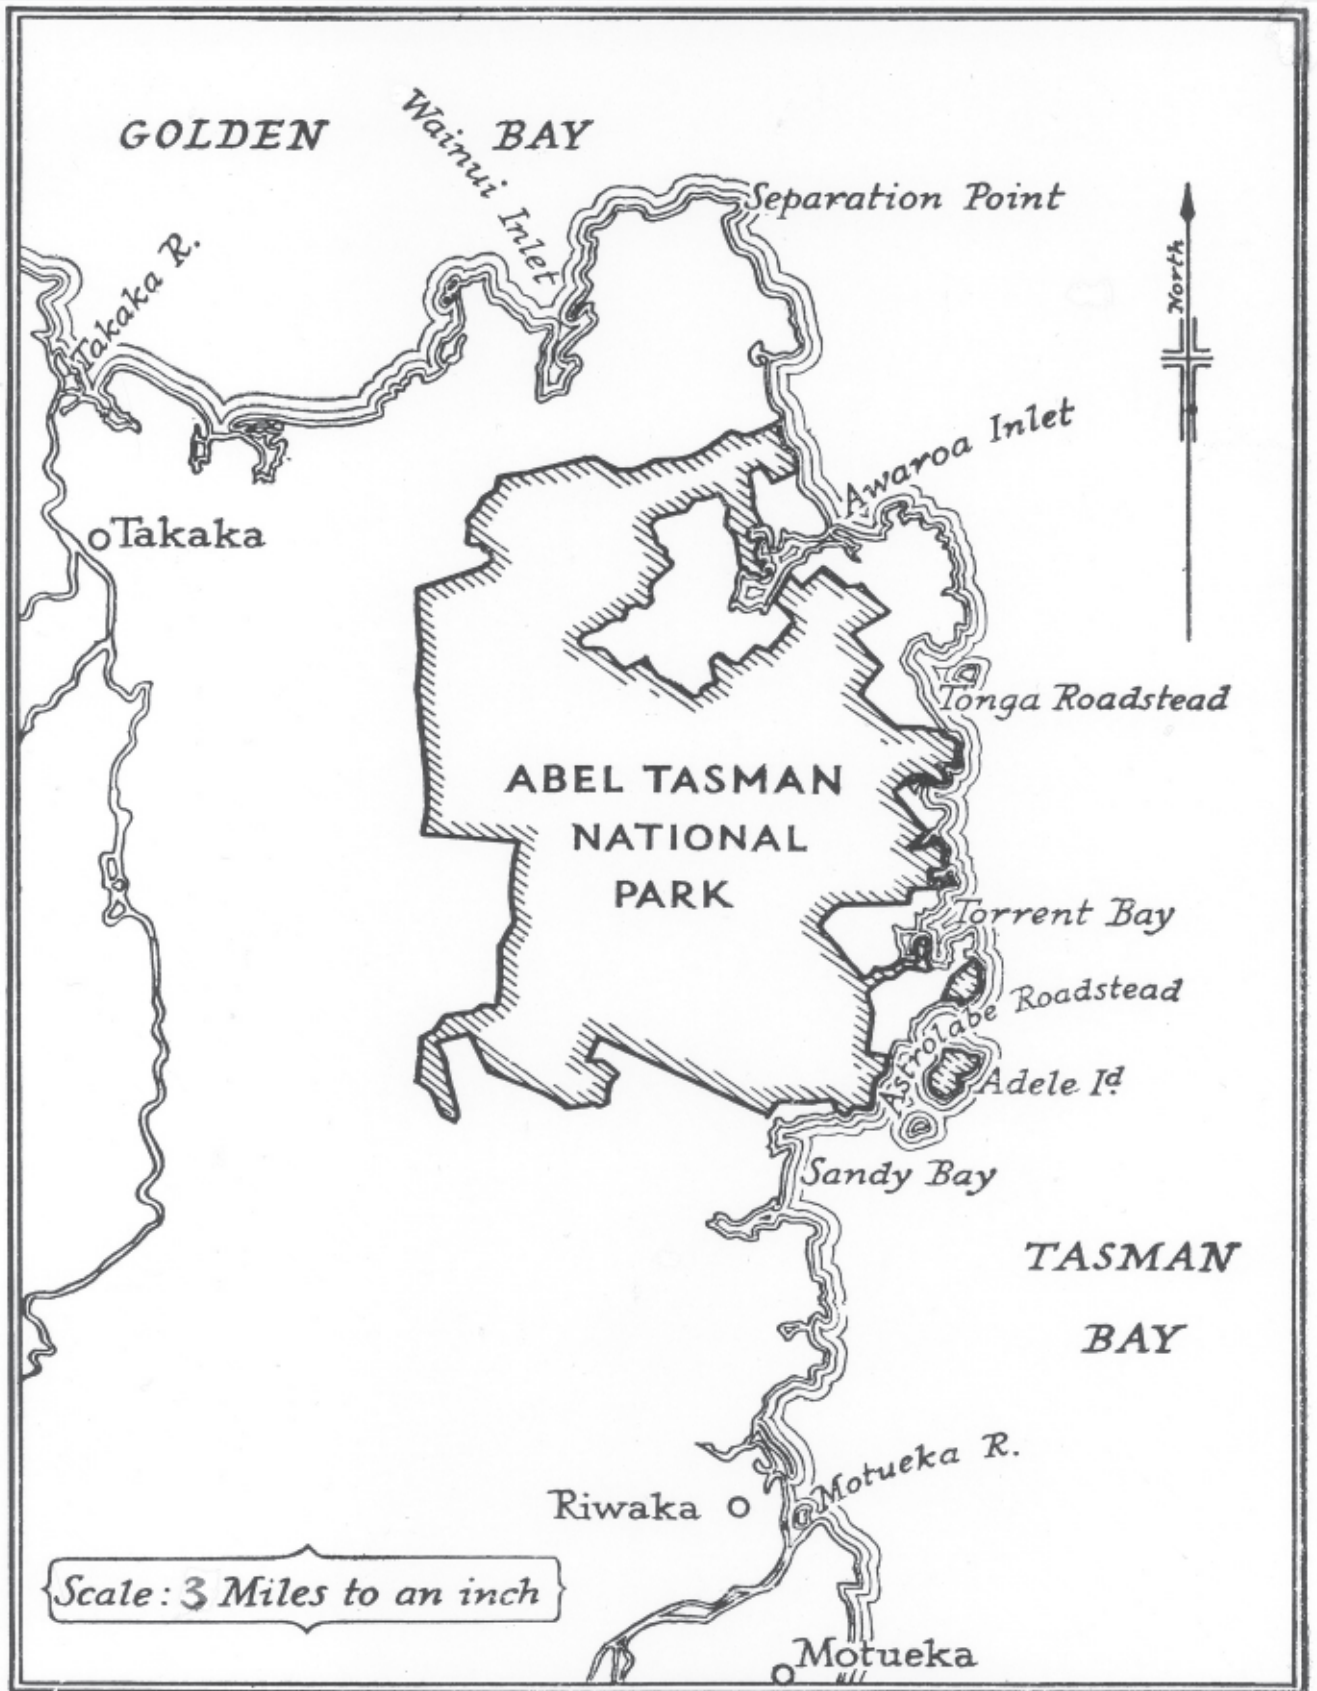 GOLDEN BAY
Wainui Inlet
Separation Point
Takaka R.
North
Awaroa Inlet
Takaka
Tonga Roadstead
ABEL TASMAN
NATIONAL
PARK
Torrent Bay
Astrolabe Roadstead
Adele Id
Sandy Bay
TASMAN
BAY
Motueka R.
Riwaka
Scale: 3 Miles to an inch
Motueka